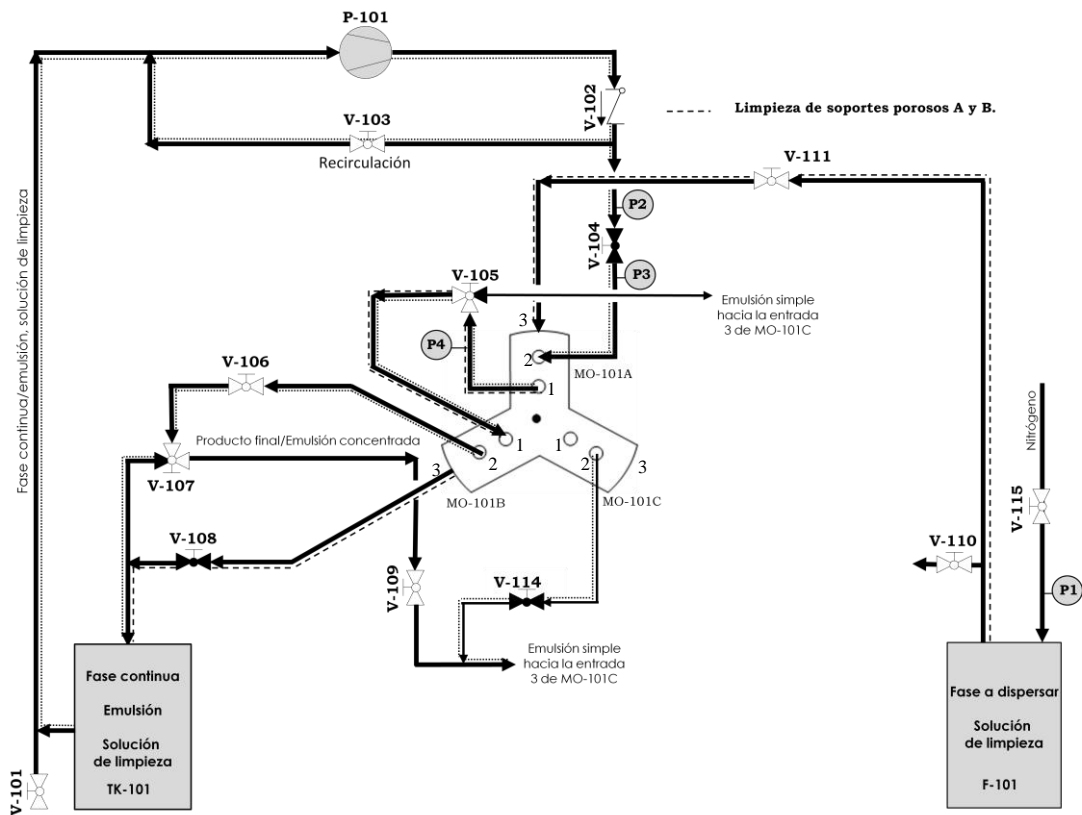 P-101
V-102
Limpieza de soportes porosos A y B.
V-103
Recirculación
V-111
P2
V-104
P3
V-105
Emulsión simple
hacia la entrada
3 de MO-101C
Fase continua/emulsión, solución de limpieza
P4
3
2
MO-101A
1
V-106
Nitrógeno
Producto final/Emulsión concentrada
1
1
2
2
3
3
V-107
MO-101B
MO-101C
V-115
V-108
V-110
V-109
V-114
P1
Emulsión simple
hacia la entrada
3 de MO-101C
Fase continua
Emulsión
Solución
de limpieza
TK-101
Fase a dispersar
Solución
de limpieza
F-101
V-101